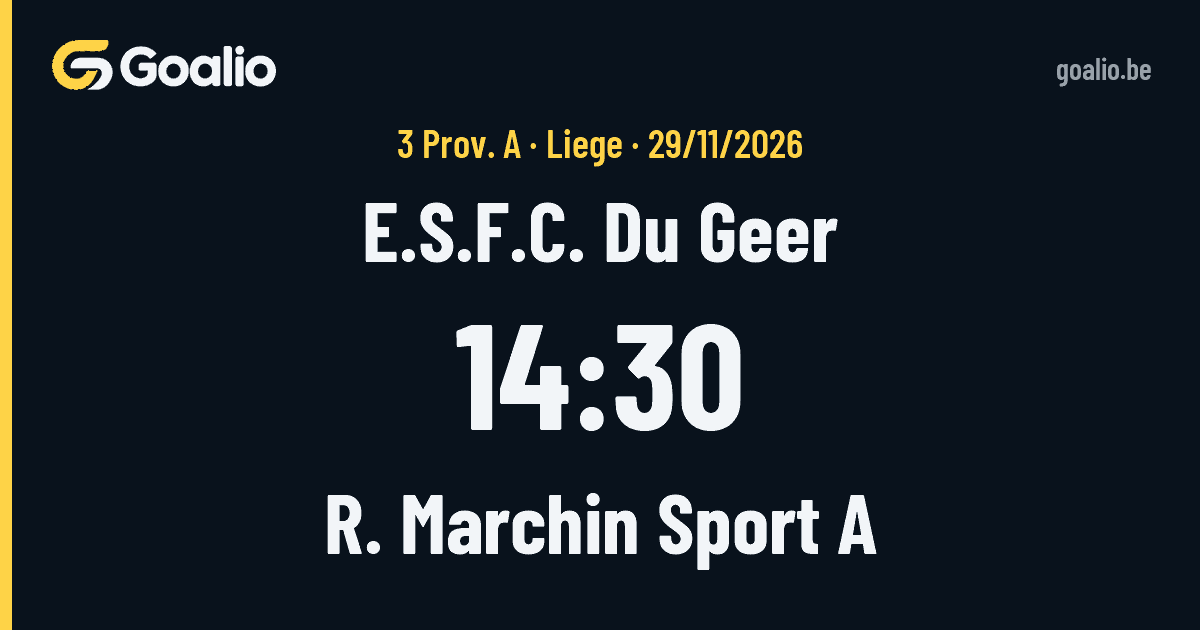 Goalio
goalio.be
3 Prov. A · Liege · 29/11/2026
E.S.F.C. Du Geer
14:30
R. Marchin Sport A